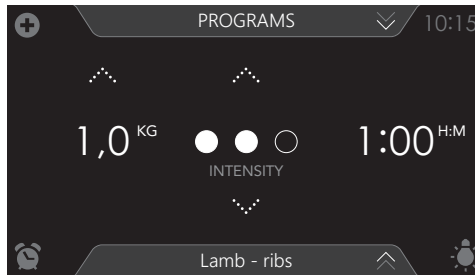 PROGRAMS
10:15
1,0 KG
1:00 H:M
INTENSITY
Lamb - ribs